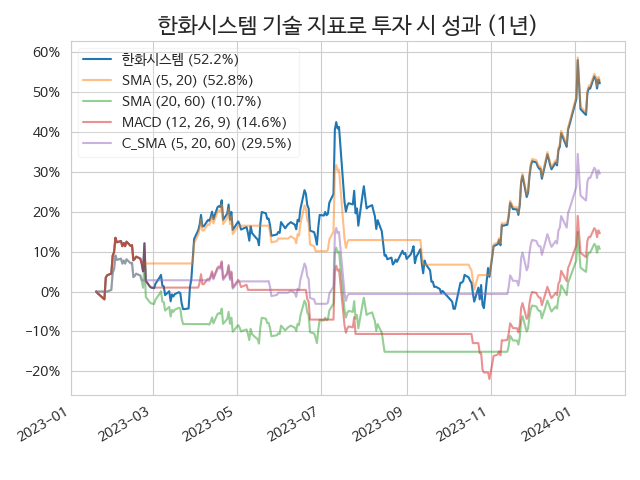 한화시스템 기술 지표로 투자 시 성과 (1년)
60%
50%
40%
30%
20%
10%
0%
−10%
−20%
한화시스템 (52.2%)
SMA (5, 20) (52.8%)
SMA (20, 60) (10.7%)
MACD (12, 26, 9) (14.6%)
C_SMA (5, 20, 60) (29.5%)
2023−01
2023−03
2023−05
2023−07
2023−09
2023−11
2024−01